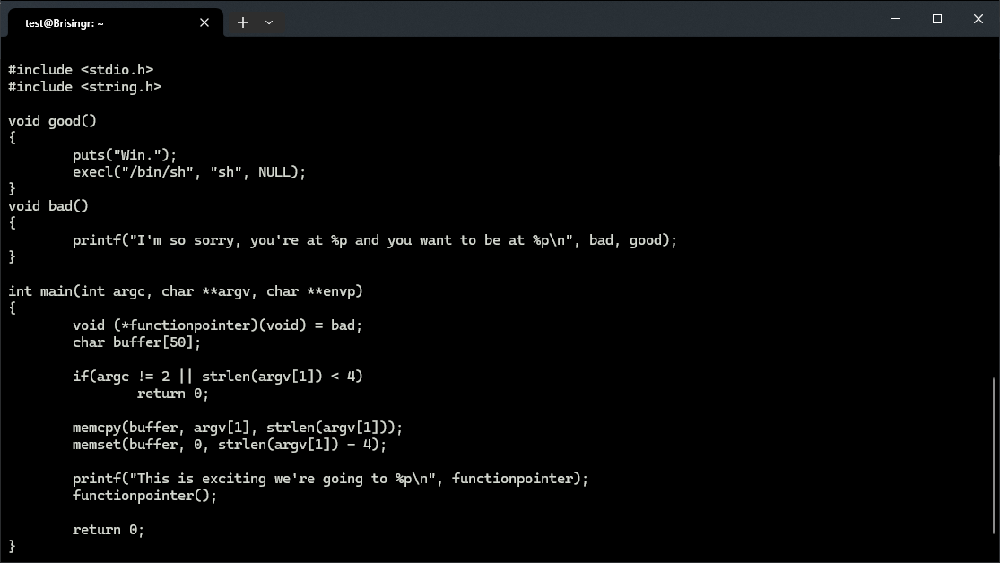 test@Brisingr: ~
#include <stdio.h>
#include <string.h>
void good()
{
puts("Win.");
execl("/bin/sh", "sh", NULL);
}
void bad()
{
printf("I'm so sorry, you're at %p and you want to be at %p\n", bad, good);
}
int main(int argc, char **argv, char **envp)
{
void (*functionpointer)(void) = bad;
char buffer[50];
if(argc != 2 || strlen(argv[1]) < 4)
return 0;
memcpy(buffer, argv[1], strlen(argv[1]));
memset(buffer, 0, strlen(argv[1]) - 4);
printf("This is exciting we're going to %p\n", functionpointer);
functionpointer();
return 0;
}